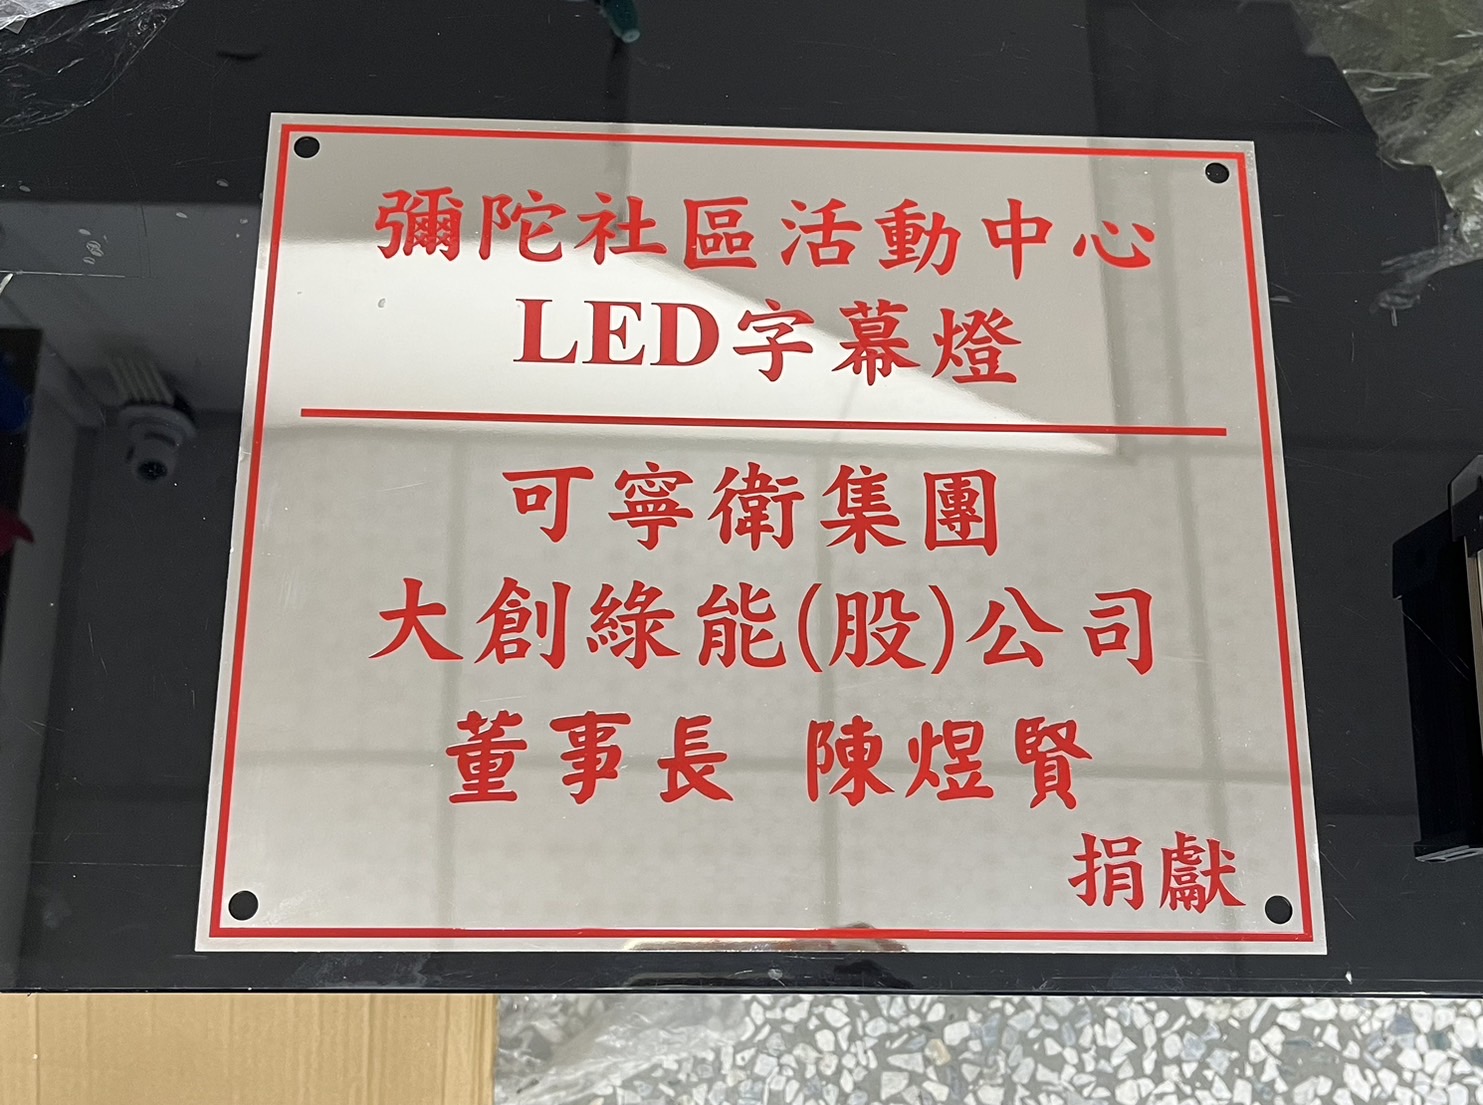 彌陀社區活動中心
LED字幕燈
可寧衛集團
大創綠能(股)公司
董事長 陳煜賢
捐獻